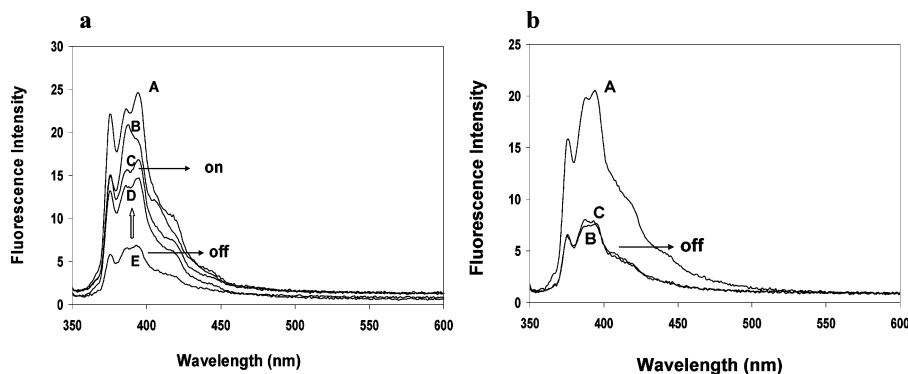 a
Fluorescence Intensity
30
25
20
15
10
5
0
A
B
C
on
D
E
off
350 400 450 500 550 600
Wavelength (nm)
b
Fluorescence Intensity
25
20
15
10
5
0
A
C
B
off
350 400 450 500 550 600
Wavelength (nm)